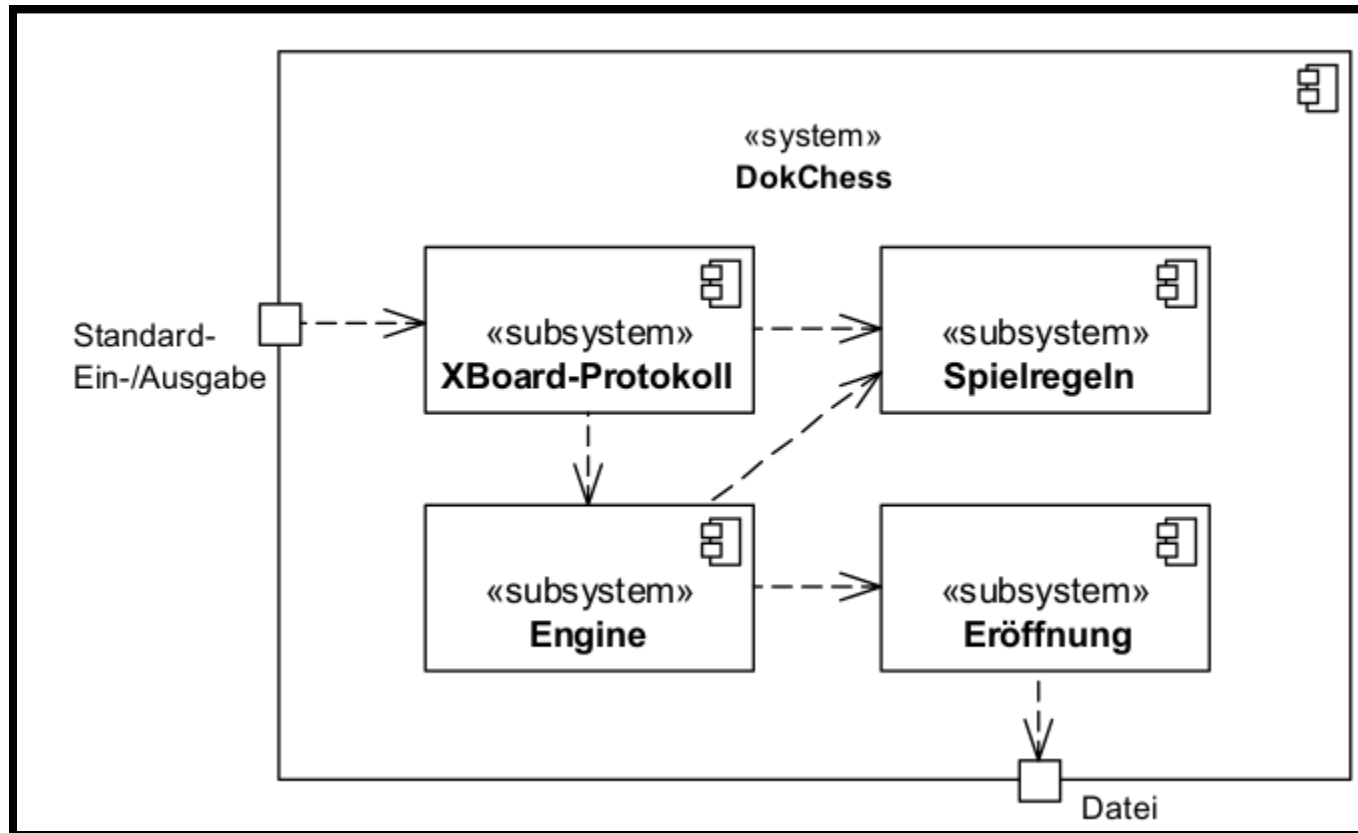 «system»
DokChess
«subsystem»
XBoard-Protokoll
«subsystem»
Spielregeln
Standard-
Ein-/Ausgabe
«subsystem»
Engine
«subsystem»
Eröffnung
Datei